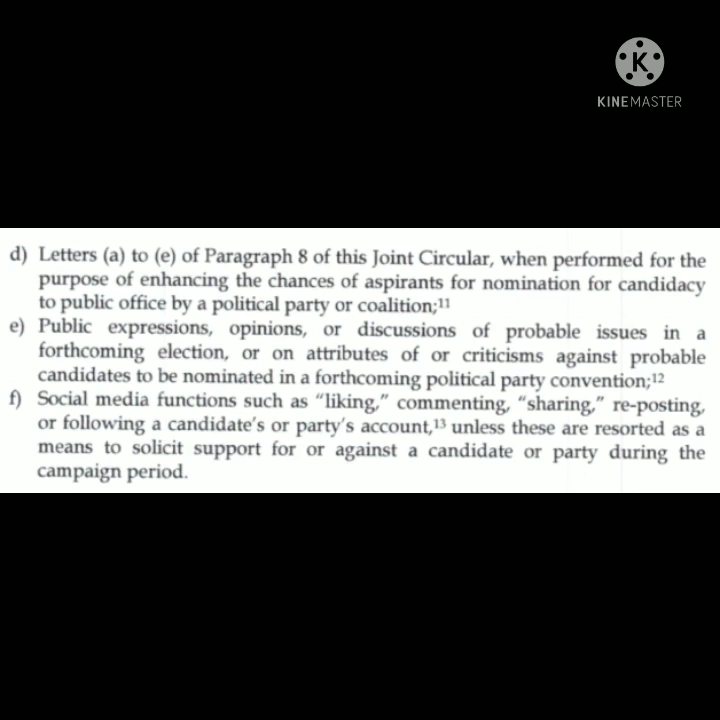 K
KINEMASTER
d) Letters (a) to (e) of Paragraph 8 of this Joint Circular, when performed for the
purpose of enhancing the chances of aspirants for nomination for candidacy
to public office by a political party or coalition;11
e) Public expressions, opinions, or discussions of probable issues in a
forthcoming election, or on attributes of or criticisms against probable
candidates to be nominated in a forthcoming political party convention;12
f) Social media functions such as "liking," commenting, "sharing," re-posting,
or following a candidate's or party's account,13 unless these are resorted as a
means to solicit support for or against a candidate or party during the
campaign period.